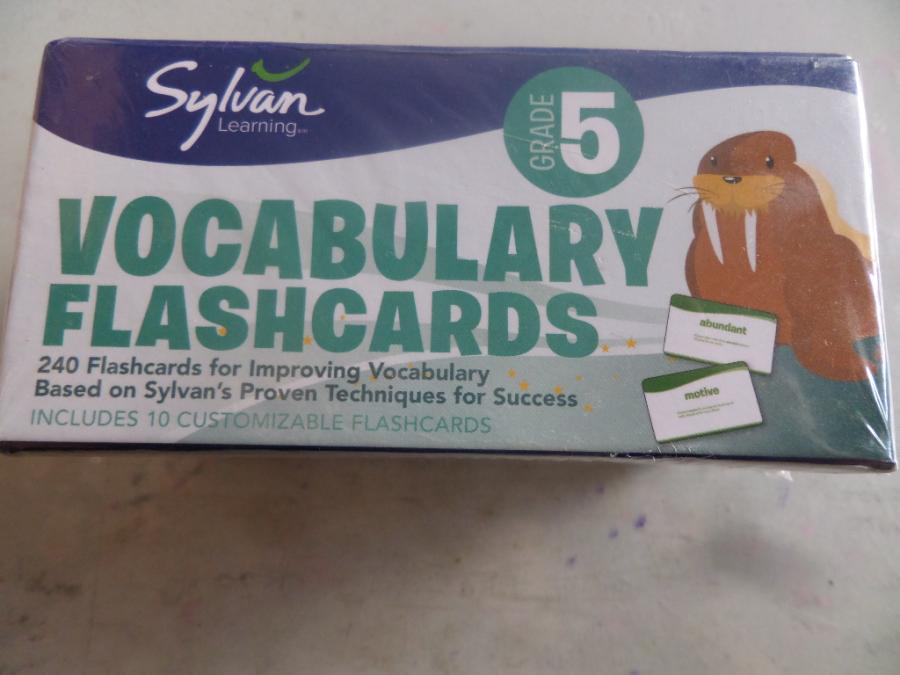 Sylvan
Learning
GRADE 5
VOCABULARY
FLASHCARDS
240 Flashcards for Improving Vocabulary
Based on Sylvan's Proven Techniques for Success
INCLUDES 10 CUSTOMIZABLE FLASHCARDS
abundant
motive